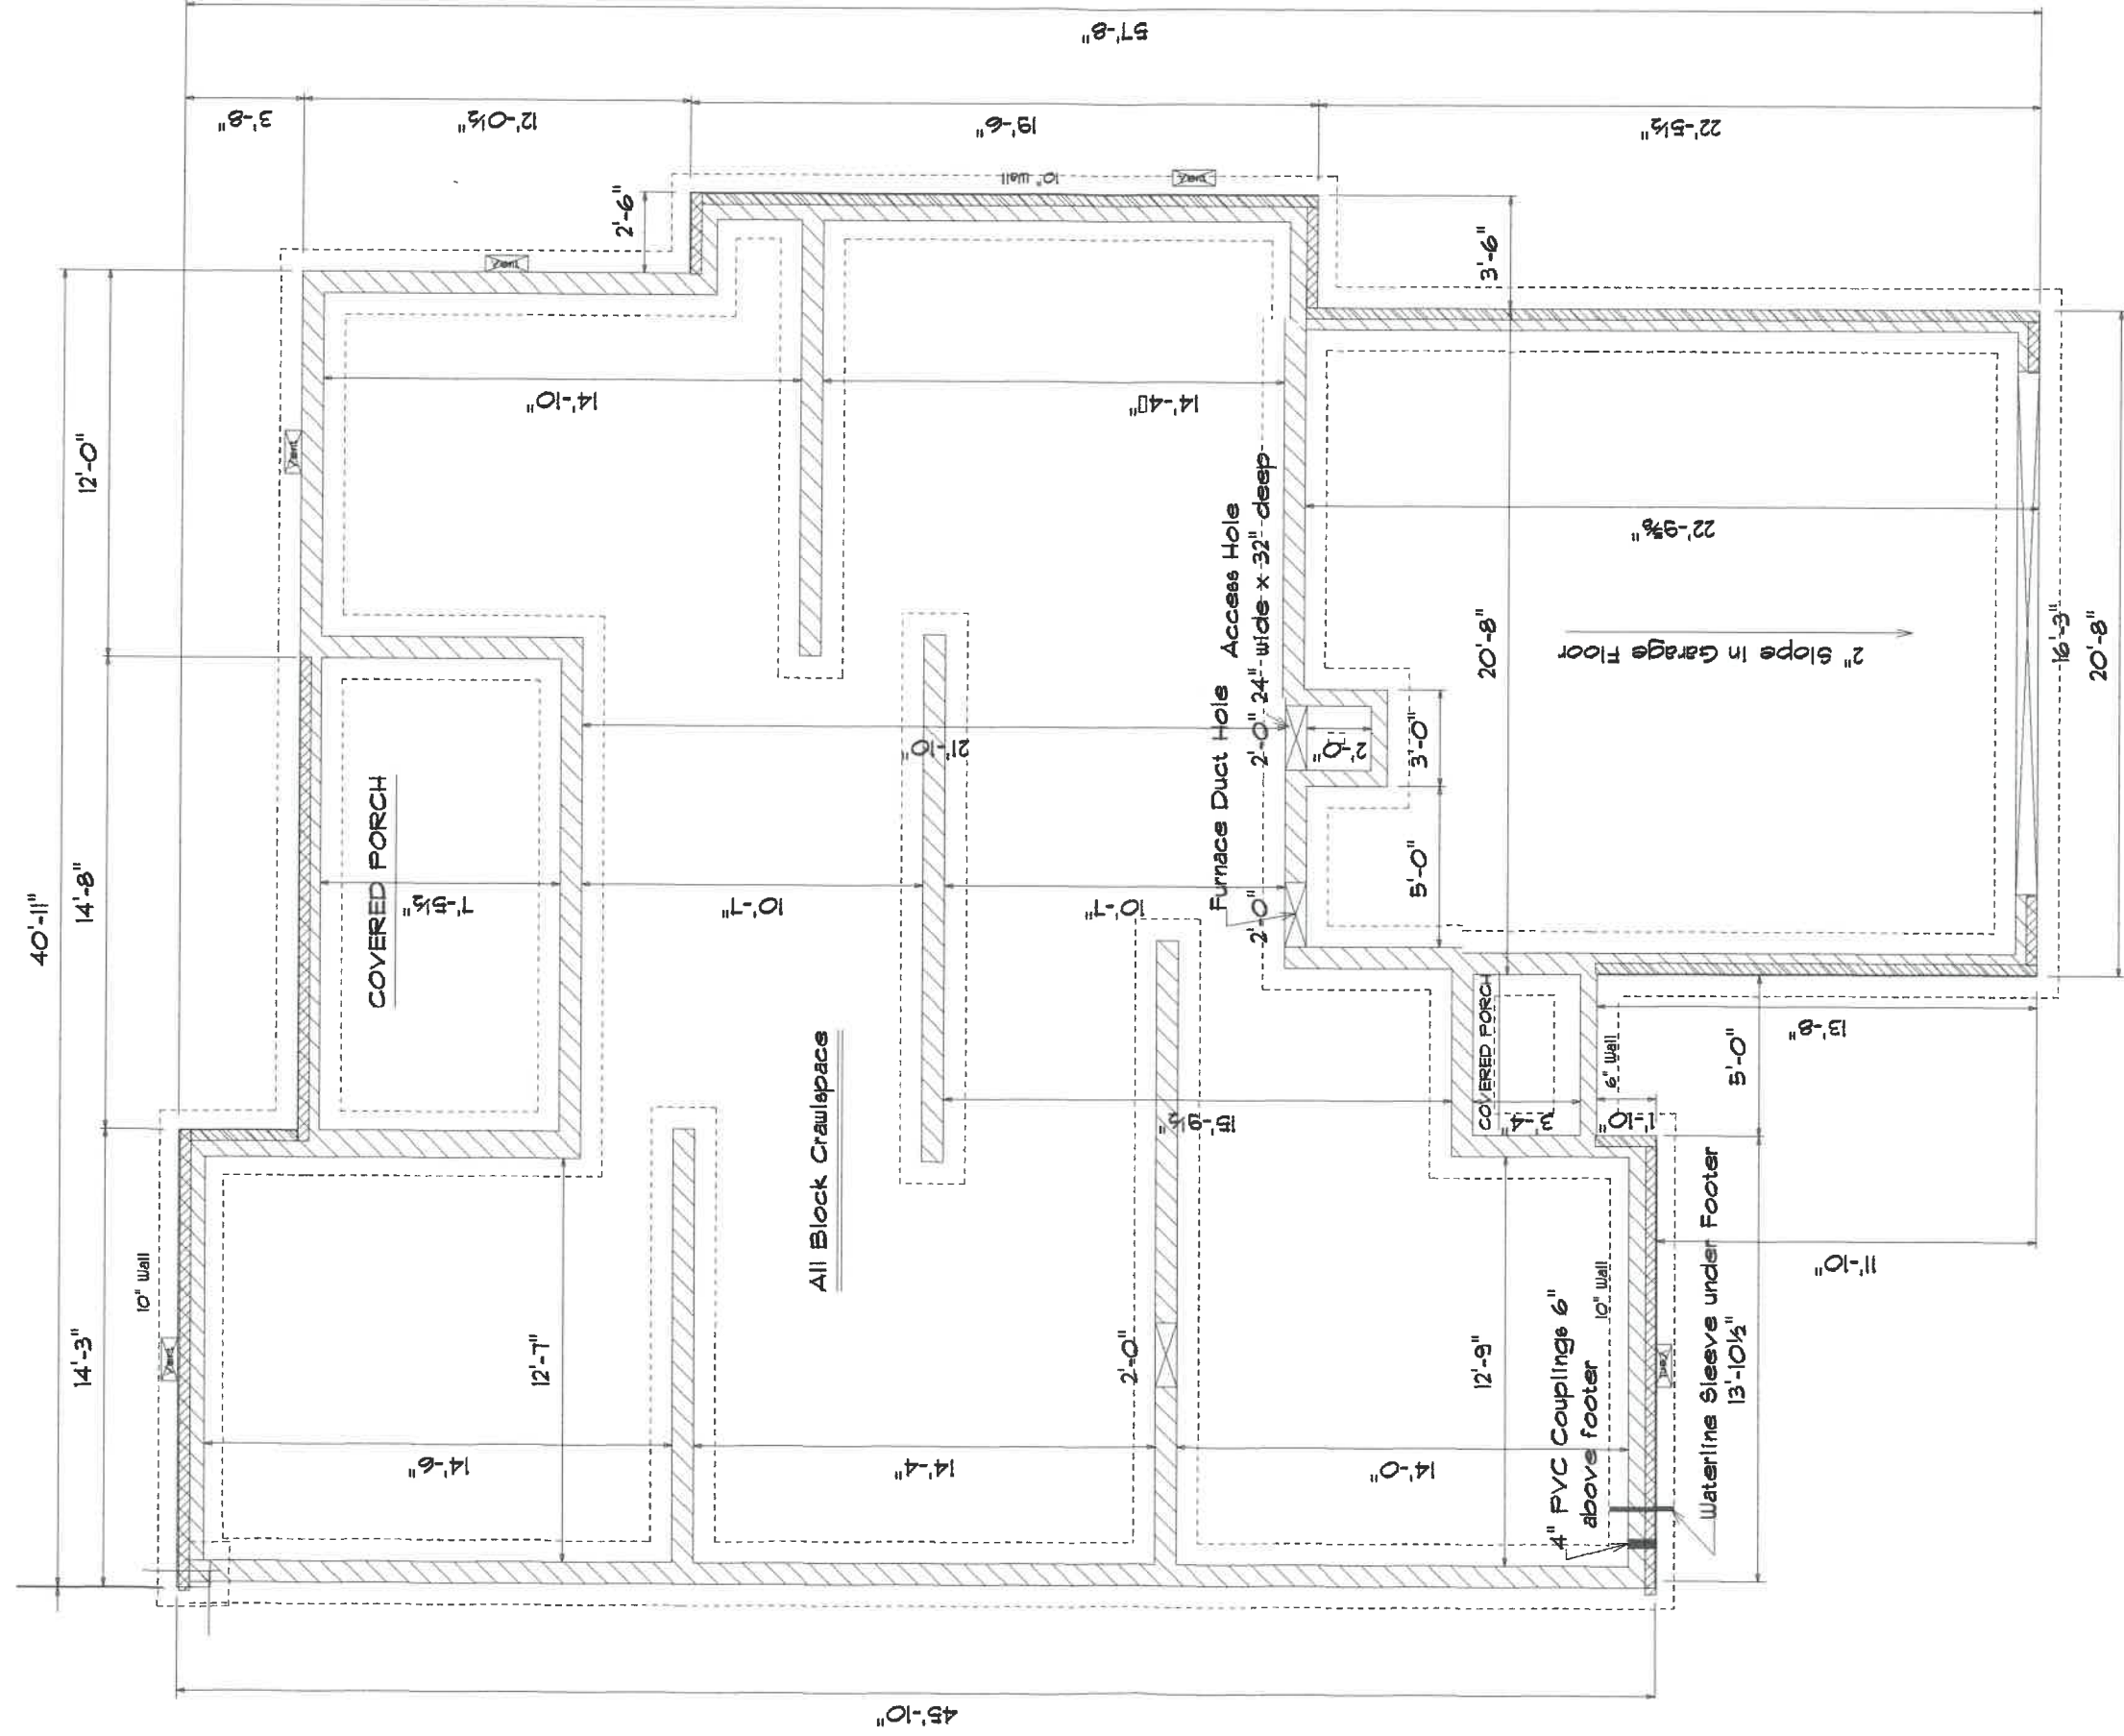 57'-8"
3'-8"
12'-0½"
19'-6"
22'-5½"
10" Wall
Vent
2'-6"
Vent
3'-6"
40'-11"
12'-0"
14'-8"
14'-3"
Vent
14'-10"
14'-4"
Access Hole
24" wide x 32" deep
22'-9⅝"
2" Slope In Garage Floor
20'-8"
16'-3"
20'-8"
Furnace Duct Hole
2'-0"
2'-0"
3'-0"
5'-0"
2'-0"
21'-10"
COVERED PORCH
7'-5½"
10'-7"
10'-7"
All Block Crawlspace
15'-9½"
COVERED PORCH
3'-4"
6" Wall
1'-10"
13'-8"
5'-0"
11'-10"
10" Wall
Vent
12'-7"
2'-0"
12'-9"
14'-6"
14'-4"
14'-0"
4" PVC Couplings 6"
above footer
10" Wall
Vent
Waterline Sleeve under Footer
13'-10½"
45'-10"